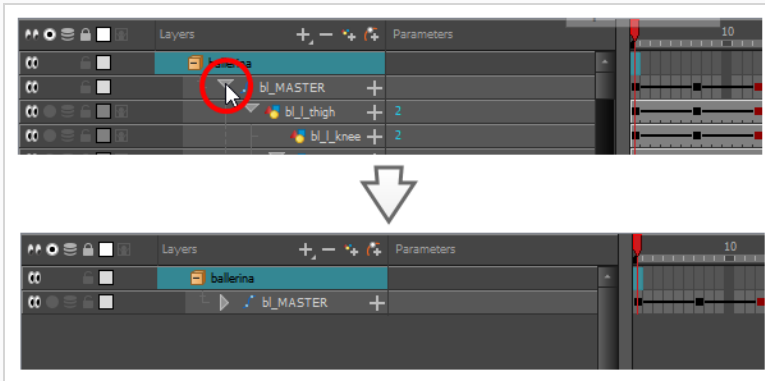 Layers Parameters 10
ballerina
bl_MASTER
bl_l_thigh 2
bl_l_knee 2
Layers Parameters 10
ballerina
bl_MASTER